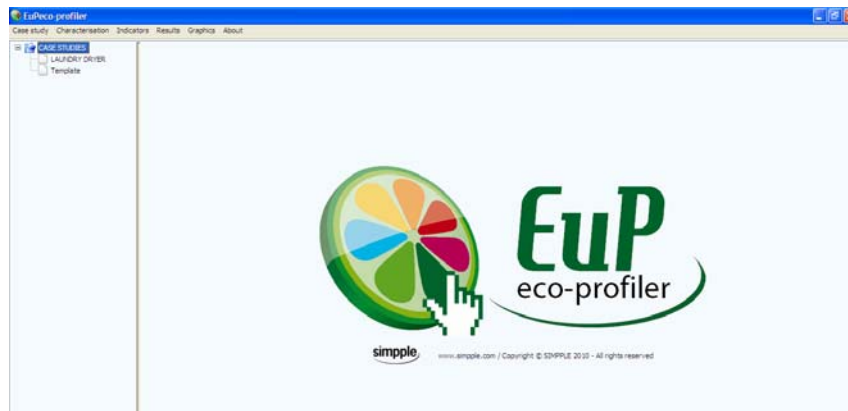 EuPeco-profiler
Case study Characterisation Indicators Results Graphics About
CASE STUDIES
LAUNDRY DRYER
Template
EuP
eco-profiler
simpple
www.simpple.com / Copyright © SIMPPLE 2010 - All rights reserved